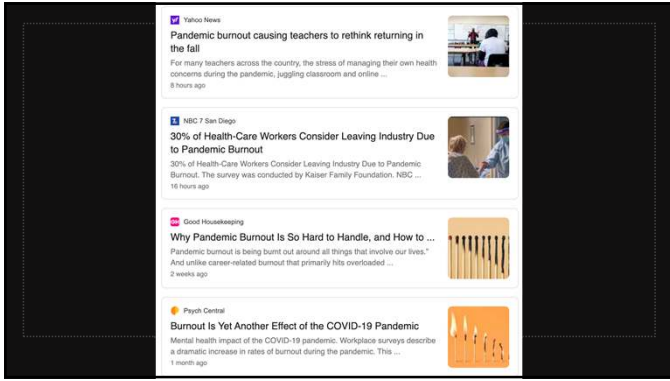 Yahoo News
Pandemic burnout causing teachers to rethink returning in
the fall
For many teachers across the country, the stress of managing their own health
concerns during the pandemic, juggling classroom and online ...
8 hours ago
NBC 7 San Diego
30% of Health-Care Workers Consider Leaving Industry Due
to Pandemic Burnout
30% of Health-Care Workers Consider Leaving Industry Due to Pandemic
Burnout. The survey was conducted by Kaiser Family Foundation. NBC ...
16 hours ago
Good Housekeeping
Why Pandemic Burnout Is So Hard to Handle, and How to ...
Pandemic burnout is being burnt out around all things that involve our lives."
And unlike career-related burnout that primarily hits overloaded ...
2 weeks ago
Psych Central
Burnout Is Yet Another Effect of the COVID-19 Pandemic
Mental health impact of the COVID-19 pandemic. Workplace surveys describe
a dramatic increase in rates of burnout during the pandemic. This ...
1 month ago